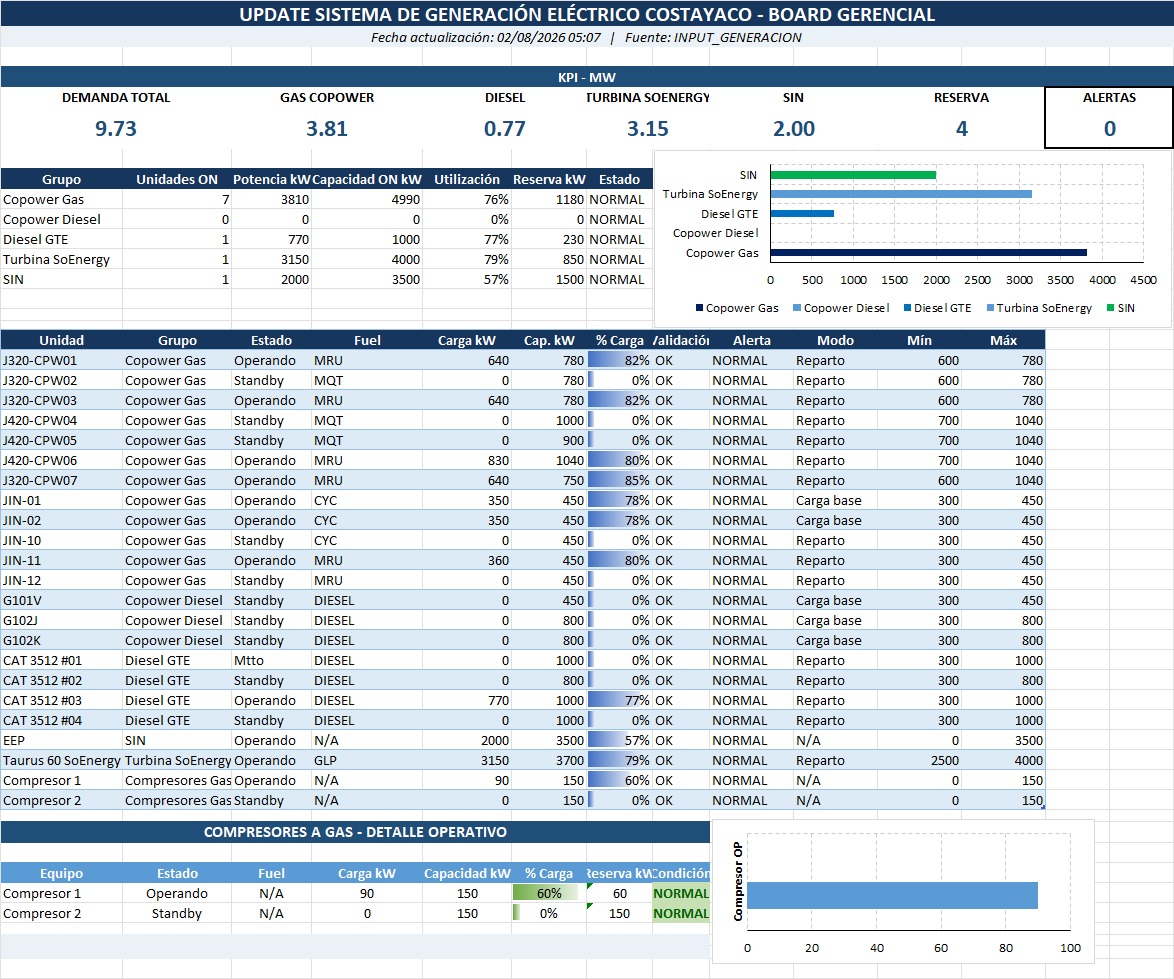 UPDATE SISTEMA DE GENERACIÓN ELÉCTRICO COSTAYACO - BOARD GERENCIAL
Fecha actualización: 02/08/2026 05:07 | Fuente: INPUT_GENERACION
KPI - MW
DEMANDA TOTAL GAS COPOWER DIESEL TURBINA SOENERGY SIN RESERVA ALERTAS
9.73 3.81 0.77 3.15 2.00 4 0
Grupo Unidades ON Potencia kW Capacidad ON kW Utilización Reserva kW Estado
Copower Gas 7 3810 4990 76% 1180 NORMAL
Copower Diesel 0 0 0 0% 0 NORMAL
Diesel GTE 1 770 1000 77% 230 NORMAL
Turbina SoEnergy 1 3150 4000 79% 850 NORMAL
SIN 1 2000 3500 57% 1500 NORMAL
SIN
Turbina SoEnergy
Diesel GTE
Copower Diesel
Copower Gas
0 500 1000 1500 2000 2500 3000 3500 4000 4500
Copower Gas Copower Diesel Diesel GTE Turbina SoEnergy SIN
Unidad Grupo Estado Fuel Carga kW Cap. kW % Carga Validación Alerta Modo Mín Máx
J320-CPW01 Copower Gas Operando MRU 640 780 82% OK NORMAL Reparto 600 780
J320-CPW02 Copower Gas Standby MQT 0 780 0% OK NORMAL Reparto 600 780
J320-CPW03 Copower Gas Operando MRU 640 780 82% OK NORMAL Reparto 600 780
J420-CPW04 Copower Gas Standby MQT 0 1000 0% OK NORMAL Reparto 700 1040
J420-CPW05 Copower Gas Standby MQT 0 900 0% OK NORMAL Reparto 700 1040
J420-CPW06 Copower Gas Operando MRU 830 1040 80% OK NORMAL Reparto 700 1040
J320-CPW07 Copower Gas Operando MRU 640 750 85% OK NORMAL Reparto 600 1040
JIN-01 Copower Gas Operando CYC 350 450 78% OK NORMAL Carga base 300 450
JIN-02 Copower Gas Operando CYC 350 450 78% OK NORMAL Carga base 300 450
JIN-10 Copower Gas Standby CYC 0 450 0% OK NORMAL Reparto 300 450
JIN-11 Copower Gas Operando MRU 360 450 80% OK NORMAL Reparto 300 450
JIN-12 Copower Gas Standby MRU 0 450 0% OK NORMAL Reparto 300 450
G101V Copower Diesel Standby DIESEL 0 450 0% OK NORMAL Carga base 300 450
G102J Copower Diesel Standby DIESEL 0 800 0% OK NORMAL Carga base 300 800
G102K Copower Diesel Standby DIESEL 0 800 0% OK NORMAL Carga base 300 800
CAT 3512 #01 Diesel GTE Mtto DIESEL 0 1000 0% OK NORMAL Reparto 300 1000
CAT 3512 #02 Diesel GTE Standby DIESEL 0 800 0% OK NORMAL Reparto 300 800
CAT 3512 #03 Diesel GTE Operando DIESEL 770 1000 77% OK NORMAL Reparto 300 1000
CAT 3512 #04 Diesel GTE Standby DIESEL 0 1000 0% OK NORMAL Reparto 300 1000
EEP SIN Operando N/A 2000 3500 57% OK NORMAL N/A 0 3500
Taurus 60 SoEnergy Turbina SoEnergy Operando GLP 3150 3700 79% OK NORMAL Reparto 2500 4000
Compresor 1 Compresores Gas Operando N/A 90 150 60% OK NORMAL N/A 0 150
Compresor 2 Compresores Gas Standby N/A 0 150 0% OK NORMAL N/A 0 150
COMPRESORES A GAS - DETALLE OPERATIVO
Equipo Estado Fuel Carga kW Capacidad kW % Carga Reserva kW Condición
Compresor 1 Operando N/A 90 150 60% 60 NORMAL
Compresor 2 Standby N/A 0 150 0% 150 NORMAL
Compresor OP
0 20 40 60 80 100